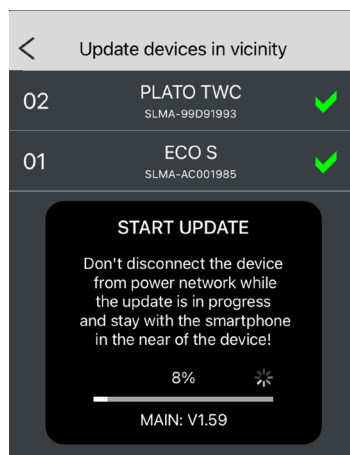 Update devices in vicinity
02
PLATO TWC
SLMA-99D91993
01
ECO S
SLMA-AC001985
START UPDATE
Don't disconnect the device
from power network while
the update is in progress
and stay with the smartphone
in the near of the device!
8%
MAIN: V1.59